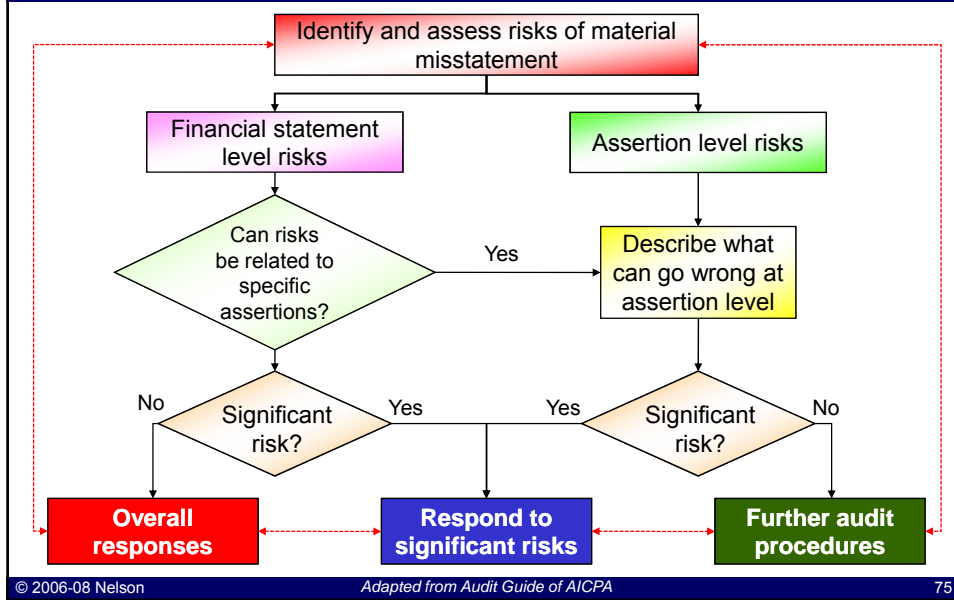 Identify and assess risks of material
misstatement
Financial statement
level risks
Assertion level risks
Can risks
be related to
specific
assertions?
Yes
Describe what
can go wrong at
assertion level
No
Significant
risk?
Yes
Yes
Significant
risk?
No
Overall
responses
Respond to
significant risks
Further audit
procedures
© 2006-08 Nelson
Adapted from Audit Guide of AICPA
75